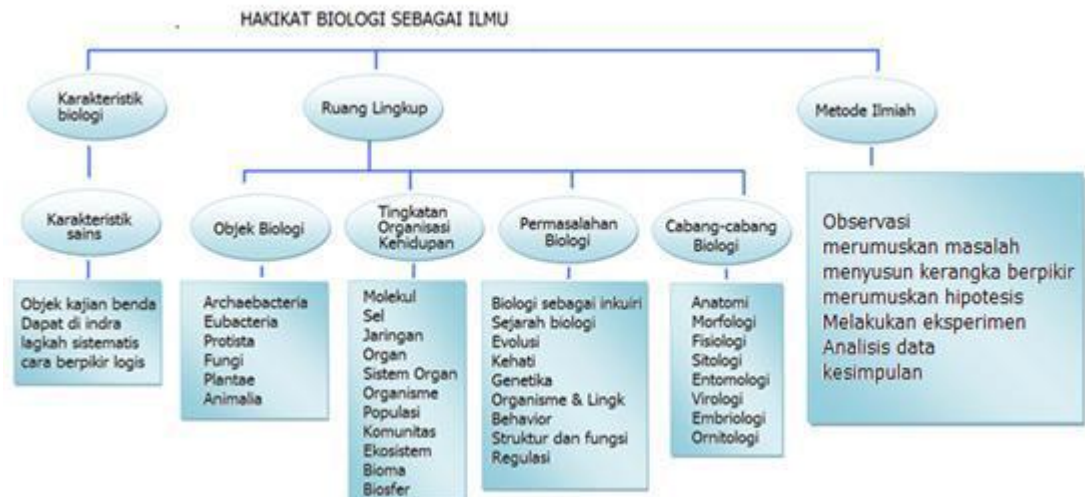 HAKIKAT BIOLOGI SEBAGAI ILMU
Karakteristik
biologi
Ruang Lingkup
Metode Ilmiah
Karakteristik
sains
Objek Biologi
Tingkatan
Organisasi
Kehidupan
Permasalahan
Biologi
Cabang-cabang
Biologi
Objek kajian benda
Dapat di indra
lagkah sistematis
cara berpikir logis
Archaebacteria
Eubacteria
Protista
Fungi
Plantae
Animalia
Molekul
Sel
Jaringan
Organ
Sistem Organ
Organisme
Populasi
Komunitas
Ekosistem
Bioma
Biosfer
Biologi sebagai inkuiri
Sejarah biologi
Evolusi
Kehati
Genetika
Organisme & Lingk
Behavior
Struktur dan fungsi
Regulasi
Anatomi
Morfologi
Fisiologi
Sitologi
Entomologi
Virologi
Embriologi
Ornitologi
Observasi
merumuskan masalah
menyusun kerangka berpikir
merumuskan hipotesis
Melakukan eksperimen
Analisis data
kesimpulan